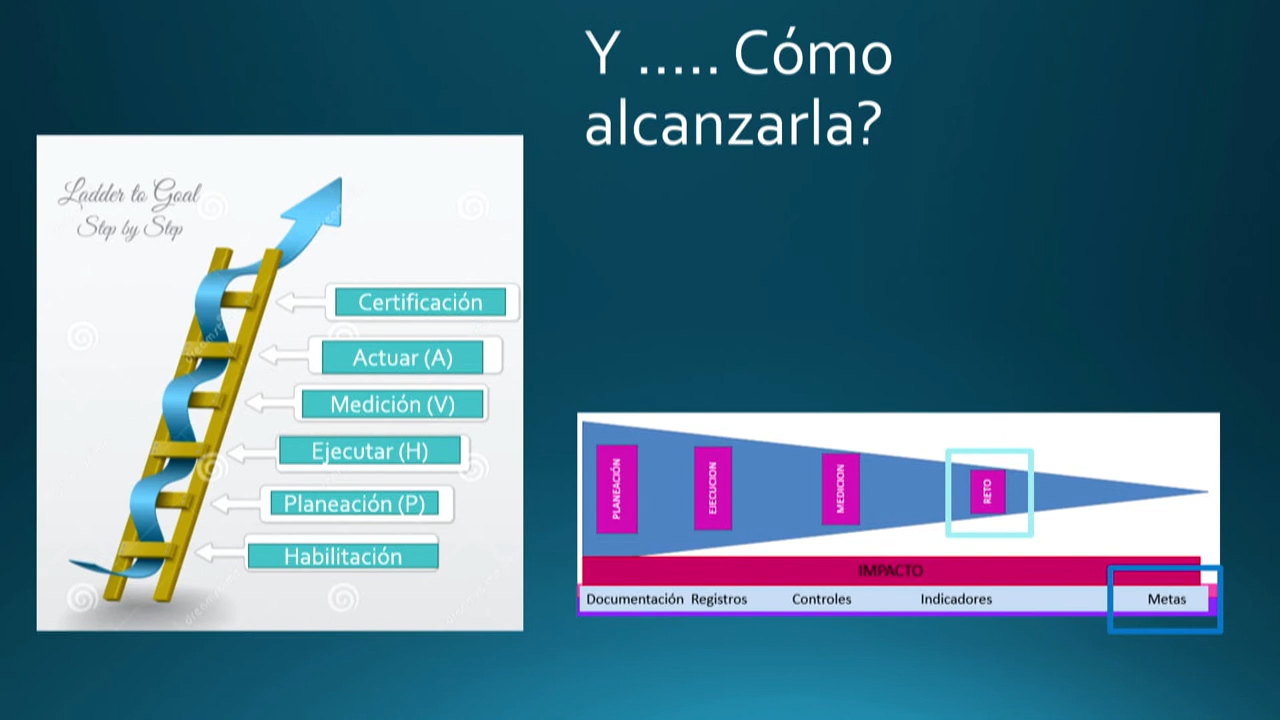 Y ..... Cómo
alcanzarla?
Ladder to Goal
Step by Step
Certificación
Actuar (A)
Medición (V)
Ejecutar (H)
Planeación (P)
Habilitación
PLANEACIÓN
EJECUCION
MEDICION
RETO
IMPACTO
Documentación Registros Controles Indicadores Metas